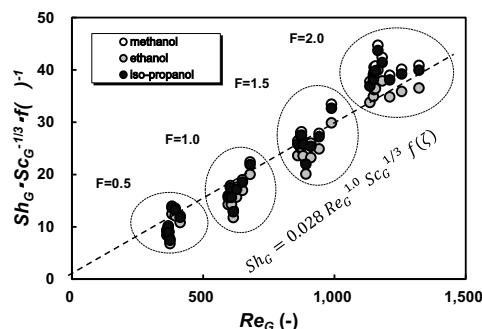 50
40
30
20
10
0
-10
Sh_G・Sc_G^-1/3・f( )^-1
methanol
ethanol
iso-propanol
F=0.5
F=1.0
F=1.5
F=2.0
Sh_G = 0.028 Re_G^1.0 Sc_G^1/3 f(ζ)
0
500
1,000
1,500
Re_G (-)